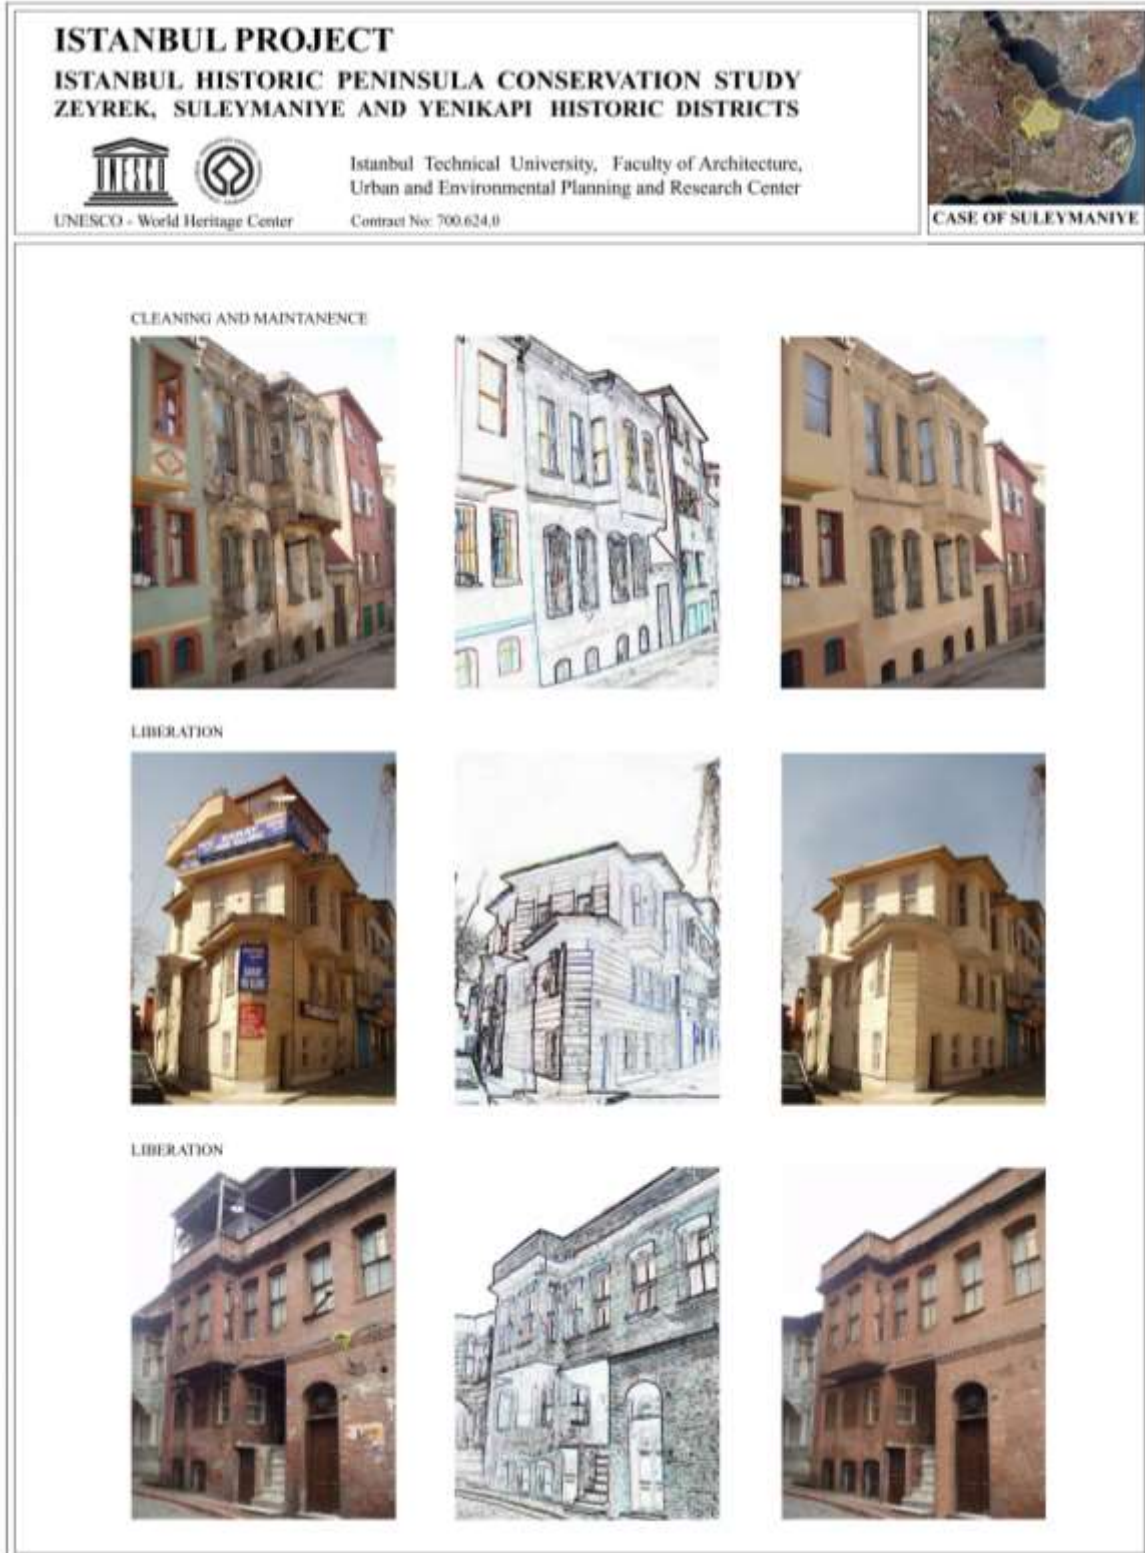 ISTANBUL PROJECT
ISTANBUL HISTORIC PENINSULA CONSERVATION STUDY
ZEYREK, SULEYMANIYE AND YENIKAPI HISTORIC DISTRICTS
UNESCO
Istanbul Technical University, Faculty of Architecture,
Urban and Environmental Planning and Research Center
UNESCO - World Heritage Center
Contract No: 700.624,0
CASE OF SULEYMANIYE
CLEANING AND MAINTANENCE
LIBERATION
LIBERATION